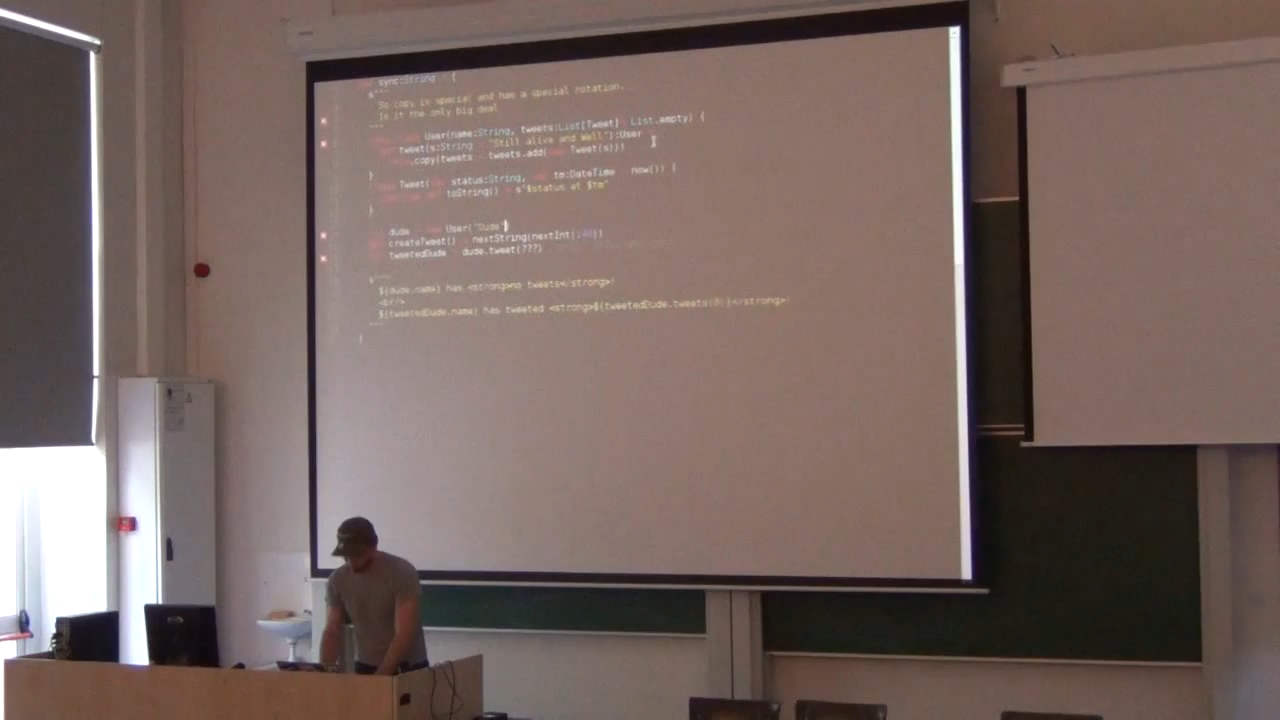 sync:String = {
s"""
So copy is special and has a special notation...
Is it the only big deal
"""
User(name:String, tweets:List[Tweet] List.empty) {
tweet(s:String "Still alive and well"):User
.copy(tweets tweets.add( Tweet(s)))
}
Tweet( status:String, tm:DateTime now()) {
toString() s"$status at $tm"
}
dude new User("Dude")
createTweet() nextString(nextInt(140))
tweetedDude dude.tweet(???)
s"""
${dude.name} has <strong>no tweets</strong>!
<br/>
${tweetedDude.name} has tweeted <strong>${tweetedDude.tweets(0)}</strong>!
"""
}